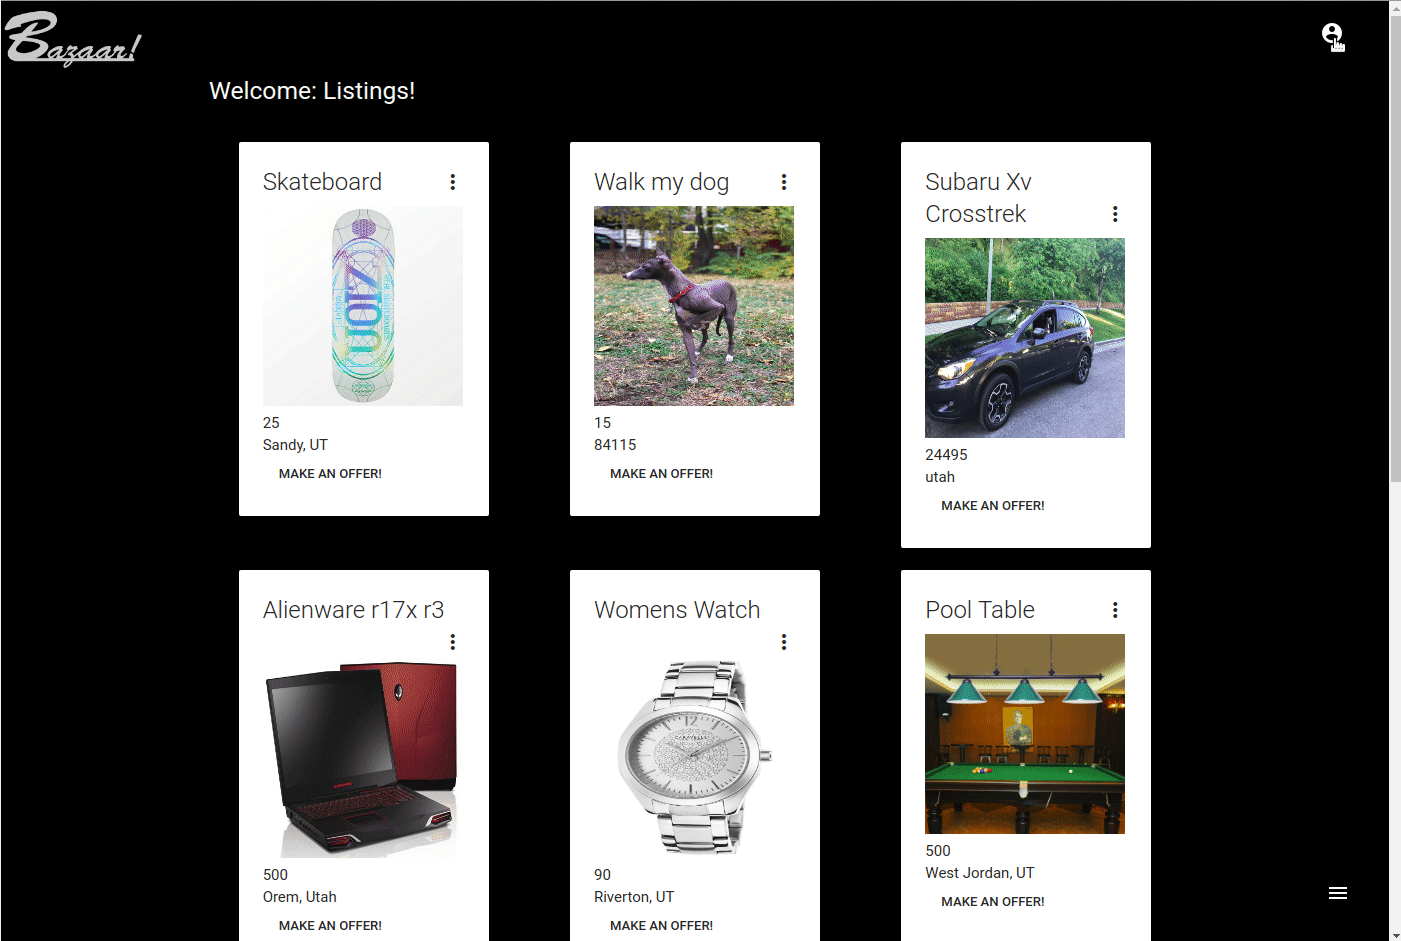 Bazaar!
Welcome: Listings!
Skateboard
25
Sandy, UT
MAKE AN OFFER!
Walk my dog
15
84115
MAKE AN OFFER!
Subaru Xv
Crosstrek
24495
utah
MAKE AN OFFER!
Alienware r17x r3
500
Orem, Utah
MAKE AN OFFER!
Womens Watch
12
CARAVELLE
90
Riverton, UT
MAKE AN OFFER!
Pool Table
500
West Jordan, UT
MAKE AN OFFER!